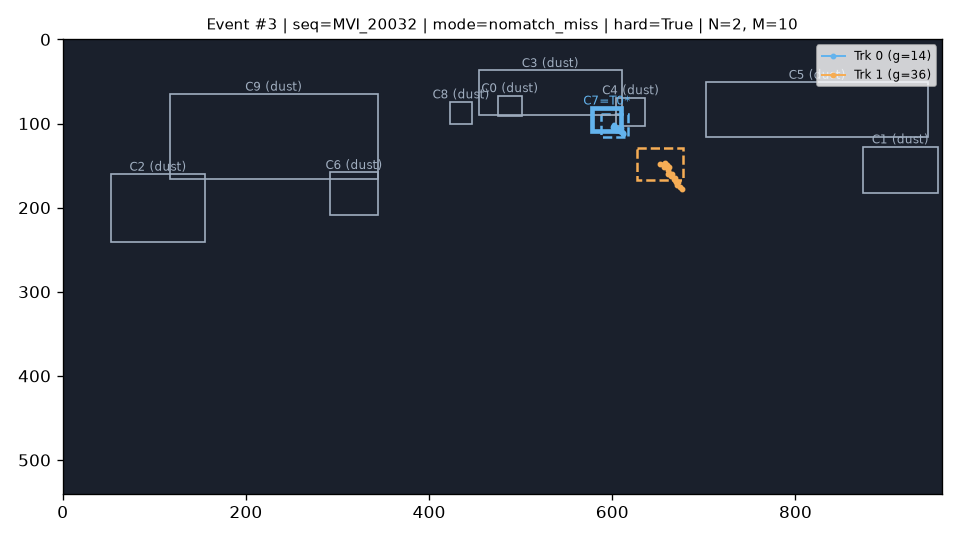 Event #3 | seq=MVI_20032 | mode=nomatch_miss | hard=True | N=2, M=10
0
100
200
300
400
500
0
200
400
600
800
Trk 0 (g=14)
Trk 1 (g=36)
C3 (dust)
C5
C9 (dust)
C8 (dust)
C0 (dust)
C4 (dust)
C7=T0*
C1 (dust)
C2 (dust)
C6 (dust)